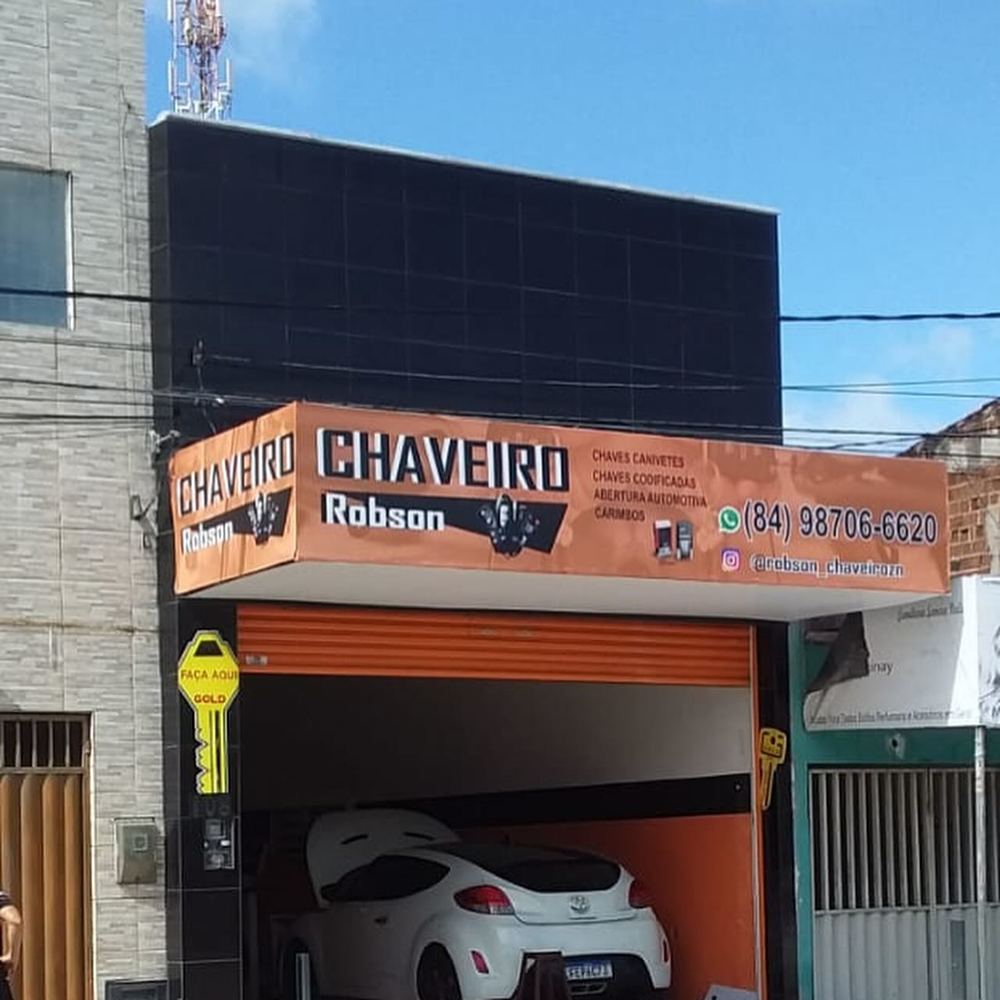 CHAVEIRO
Robson
CHAVEIRO
Robson
CHAVES CANIVETES
CHAVES CODIFICADAS
ABERTURA AUTOMOTIVA
CARIMBOS
(84) 98706-6620
@robson_chaveirozn
FAÇA AQUI
GOLD